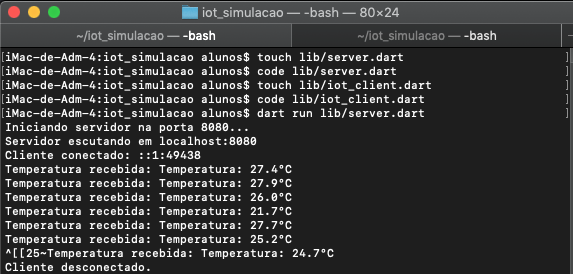 iot_simulacao — -bash — 80×24
~/iot_simulacao — -bash
~/iot_simulacao — -bash
[iMac-de-Adm-4:iot_simulacao alunos$ touch lib/server.dart ]
[iMac-de-Adm-4:iot_simulacao alunos$ code lib/server.dart ]
[iMac-de-Adm-4:iot_simulacao alunos$ touch lib/iot_client.dart ]
[iMac-de-Adm-4:iot_simulacao alunos$ code lib/iot_client.dart ]
[iMac-de-Adm-4:iot_simulacao alunos$ dart run lib/server.dart ]
Iniciando servidor na porta 8080...
Servidor escutando em localhost:8080
Cliente conectado: ::1:49438
Temperatura recebida: Temperatura: 27.4°C
Temperatura recebida: Temperatura: 27.9°C
Temperatura recebida: Temperatura: 26.0°C
Temperatura recebida: Temperatura: 21.7°C
Temperatura recebida: Temperatura: 27.7°C
Temperatura recebida: Temperatura: 25.2°C
^[[25~Temperatura recebida: Temperatura: 24.7°C
Cliente desconectado.